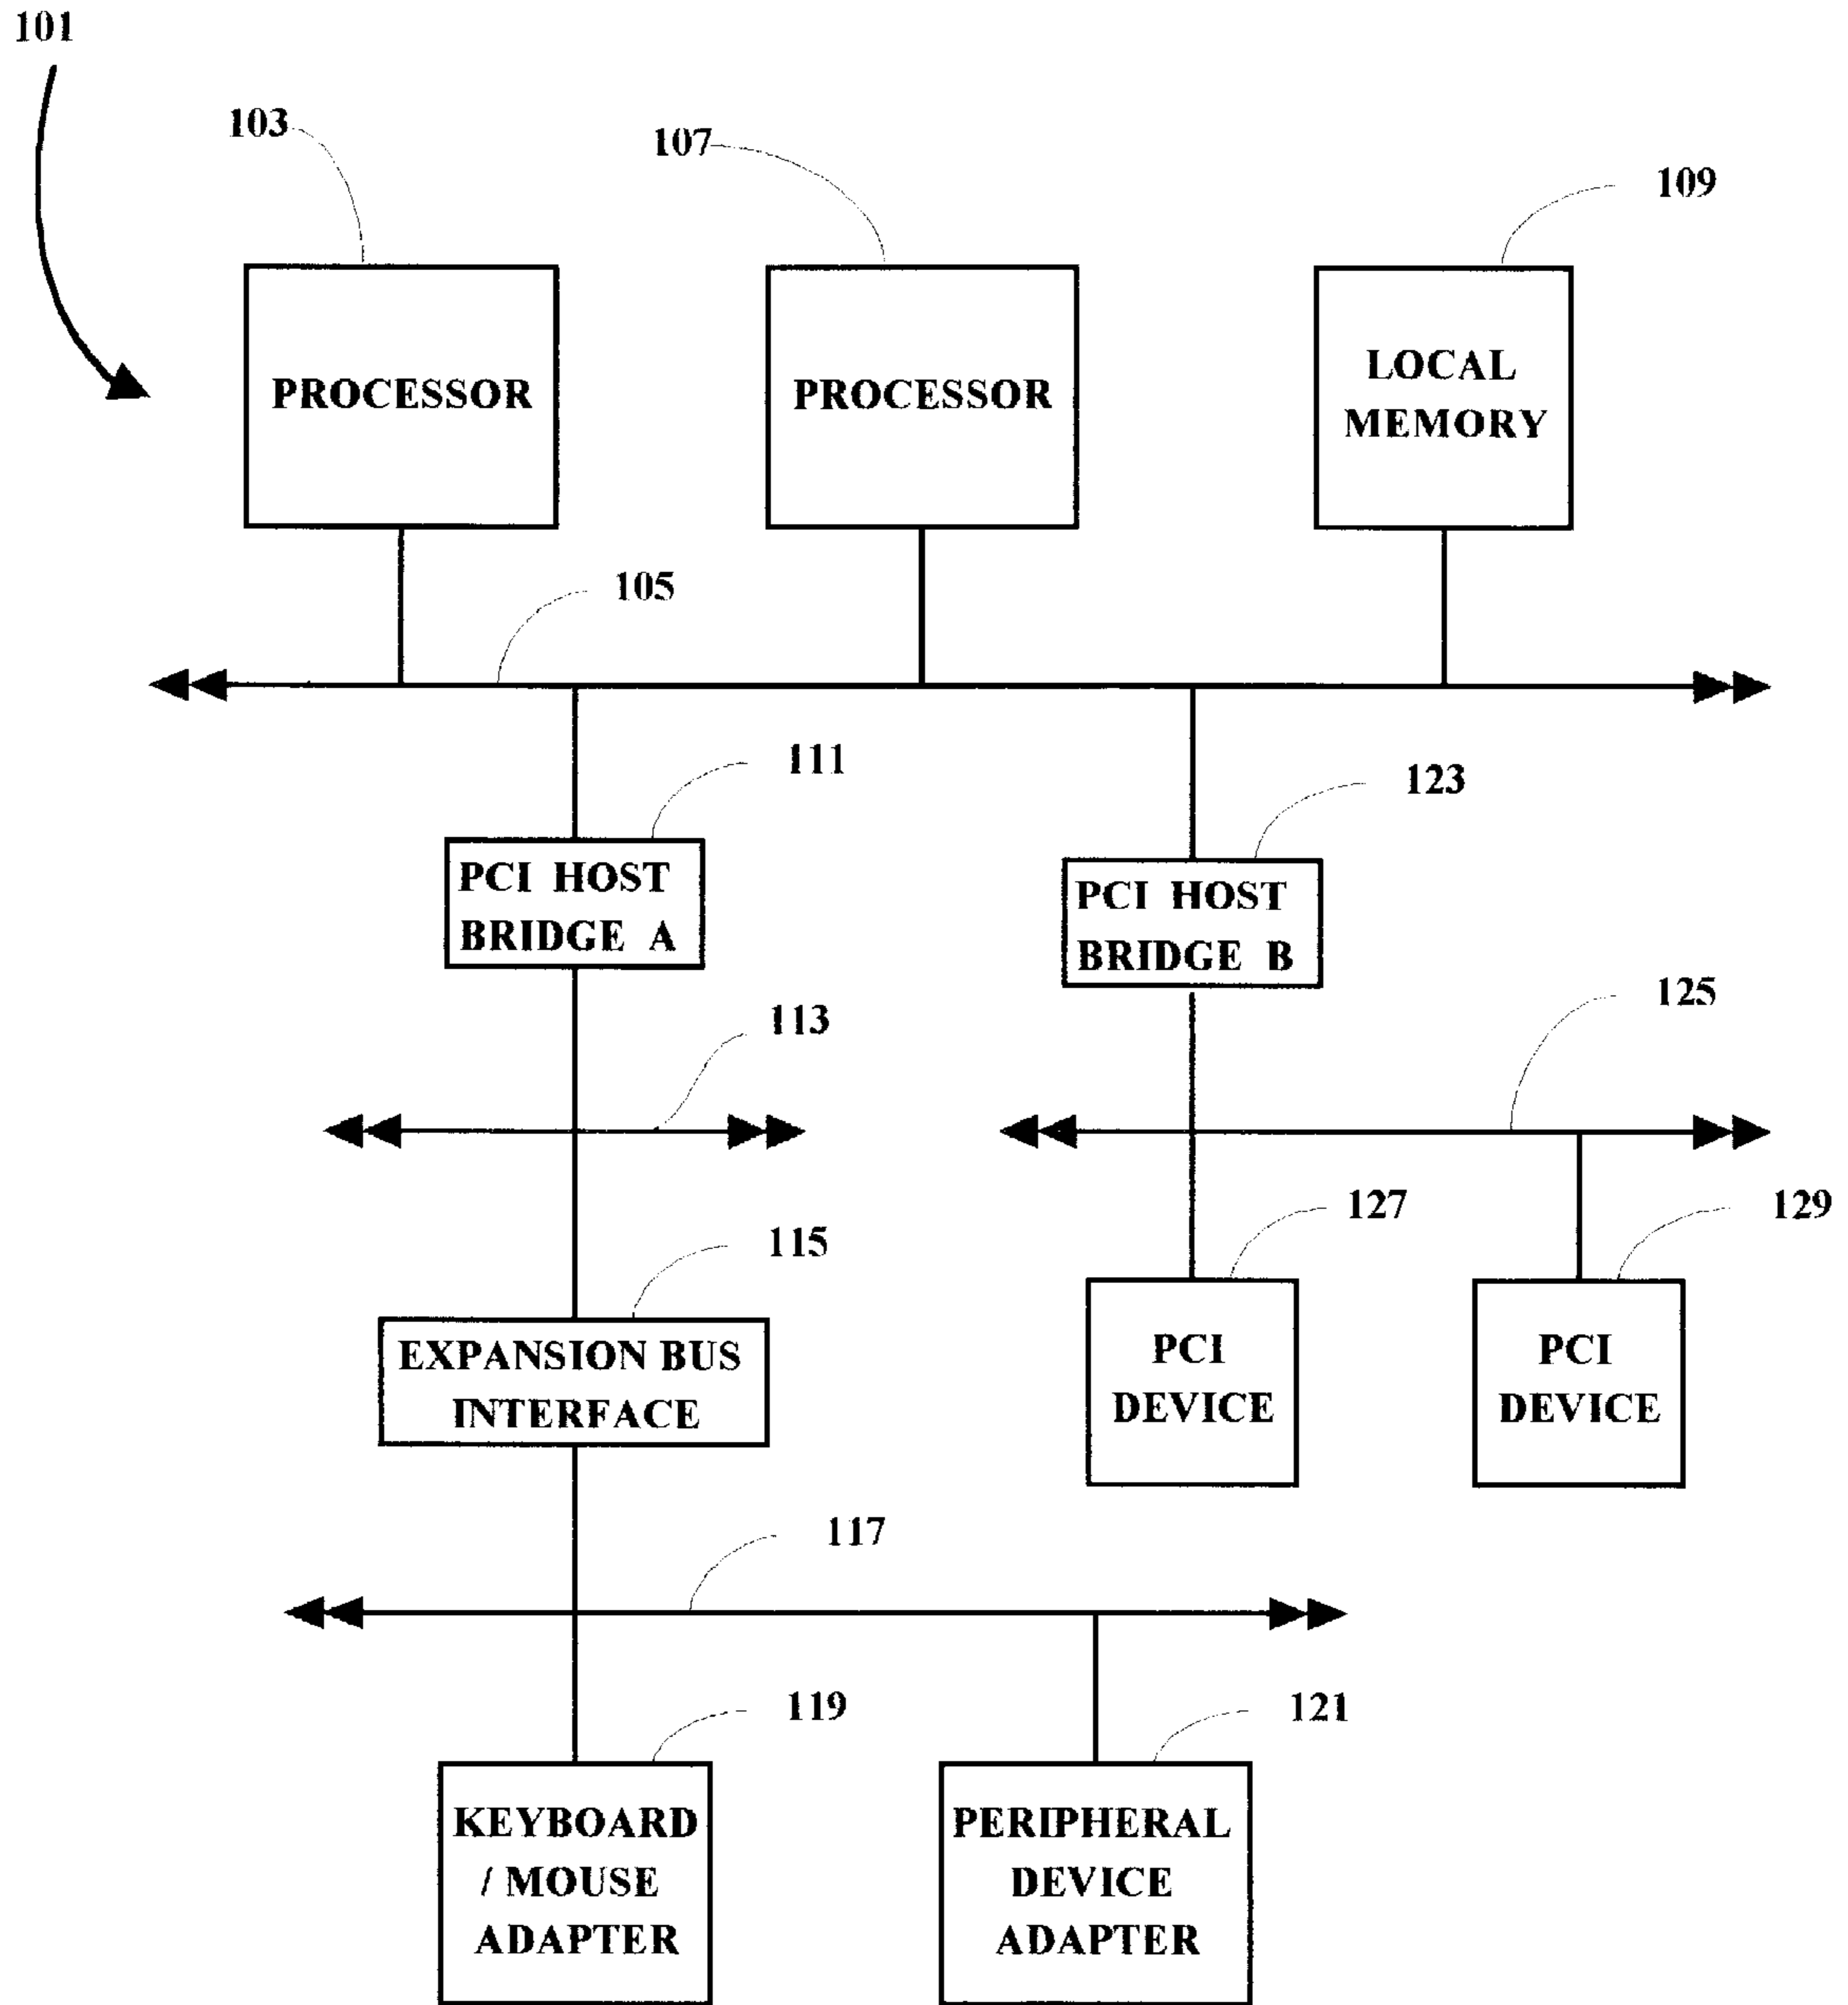 101
103
107
109
PROCESSOR
PROCESSOR
LOCAL
MEMORY
105
111
123
PCI HOST
BRIDGE A
PCI HOST
BRIDGE B
113
125
127
129
115
EXPANSION BUS
INTERFACE
PCI
DEVICE
PCI
DEVICE
117
119
121
KEYBOARD
/ MOUSE
ADAPTER
PERIPHERAL
DEVICE
ADAPTER